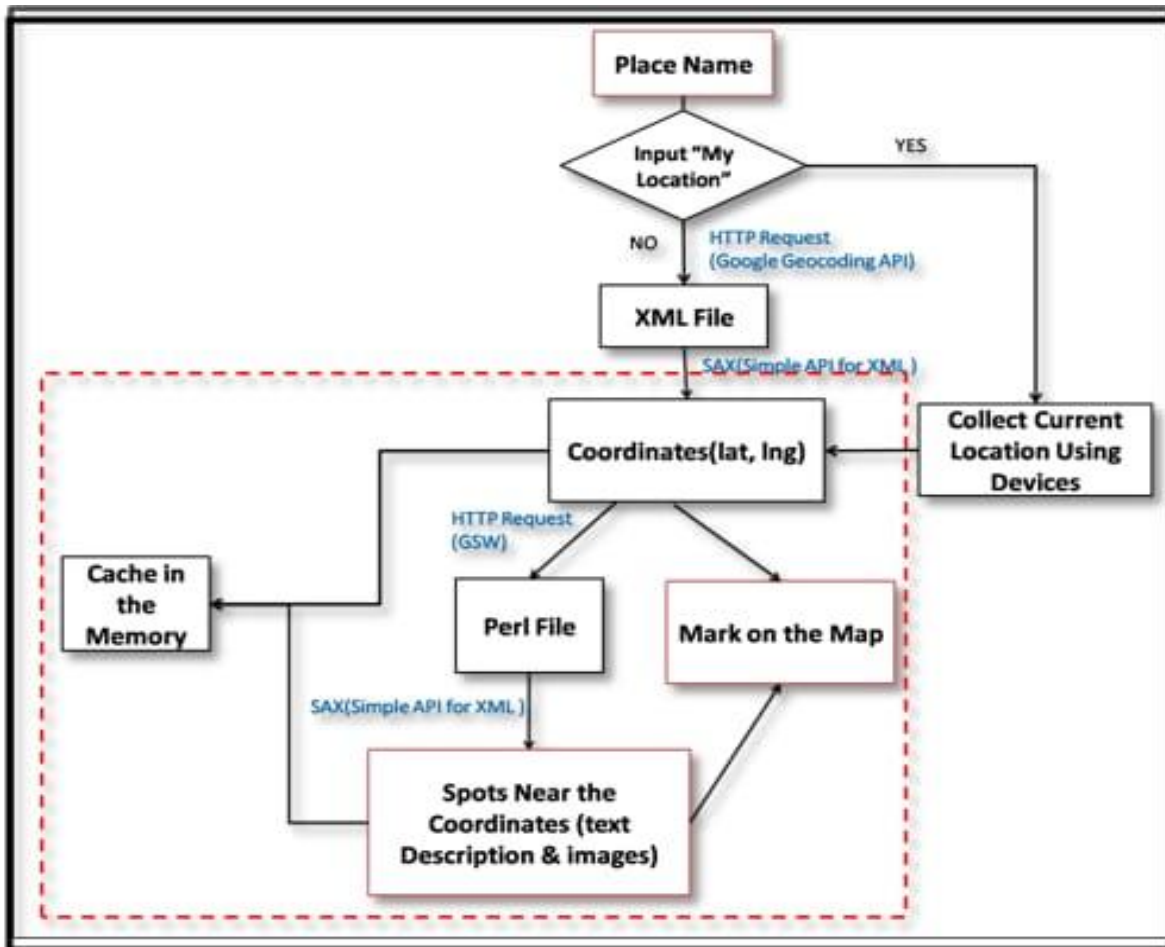 Place Name
Input "My
Location"
YES
NO
HTTP Request
(Google Geocoding API)
XML File
SAX(Simple API for XML )
Coordinates(lat, lng)
Collect Current
Location Using
Devices
HTTP Request
(GSW)
Cache in
the
Memory
Perl File
Mark on the Map
SAX(Simple API for XML )
Spots Near the
Coordinates (text
Description & images)